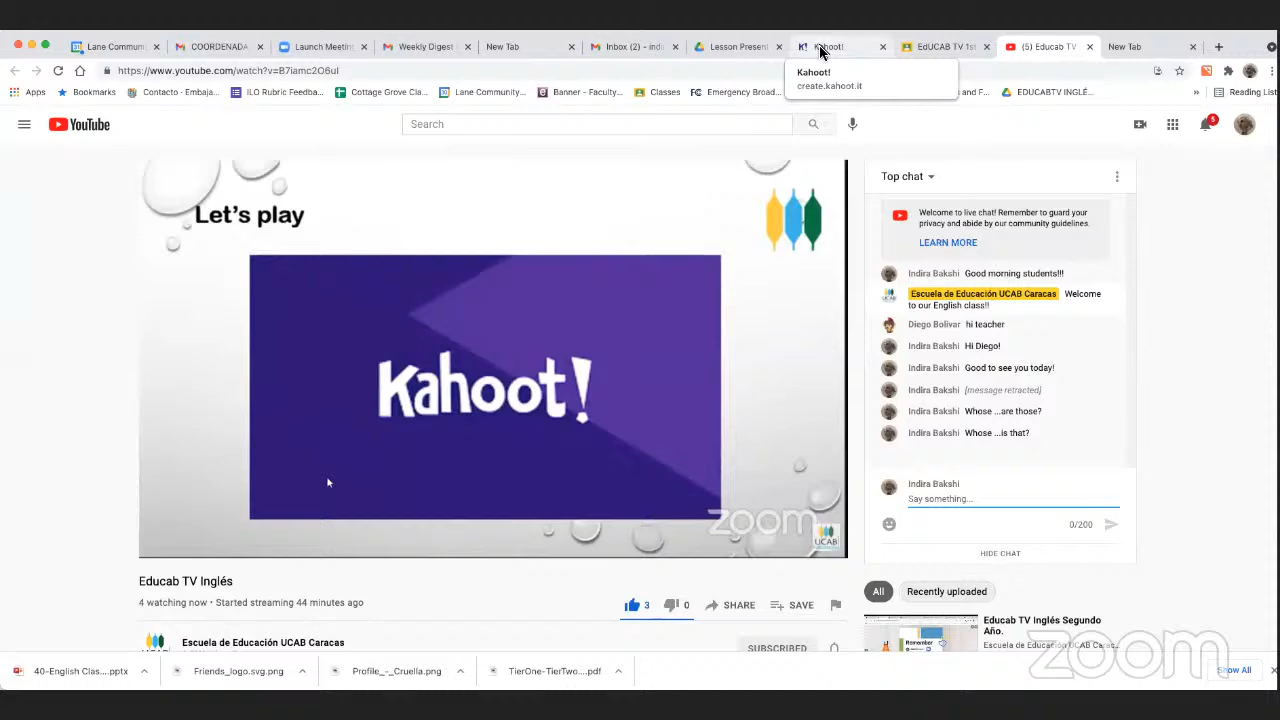 Lane Commun
COORDENADA
Launch Meeting
Weekly Digest
New Tab
Inbox (2) - indi
Lesson Present
Kahoot!
EdUCAB TV 1st
(5) Educab TV
New Tab
https://www.youtube.com/watch?v=B7iamc2O6uI
Kahoot!
create.kahoot.it
Apps
Bookmarks
Contacto - Embaja...
ILO Rubric Feedba...
Cottage Grove Cla...
Lane Community...
Banner - Faculty/...
Classes
Emergency Broad...
and F...
EDUCABTV INGLÉ...
»
Reading List
YouTube
Search
5
Let's play
Kahoot!
zoom
UCAB
Top chat
Welcome to live chat! Remember to guard your
privacy and abide by our community guidelines.
LEARN MORE
Indira Bakshi Good morning students!!!
Escuela de Educación UCAB Caracas Welcome
to our English class!!
Diego Bolivar hi teacher
Indira Bakshi Hi Diego!
Indira Bakshi Good to see you today!
Indira Bakshi [message retracted]
Indira Bakshi Whose ...are those?
Indira Bakshi Whose ...is that?
Indira Bakshi
Say something...
0/200
HIDE CHAT
Educab TV Inglés
4 watching now • Started streaming 44 minutes ago
3
0
SHARE
SAVE
Escuela de Educación UCAB Caracas
SUBSCRIBED
All
Recently uploaded
Remember
Educab TV inglés Segundo
Año.
Escuela de Educación UCAB Carac...
zoom
40-English Clas....pptx
Friends_logo.svg.png
Profile_-_Cruella.png
TierOne-TierTwo....pdf
Show All